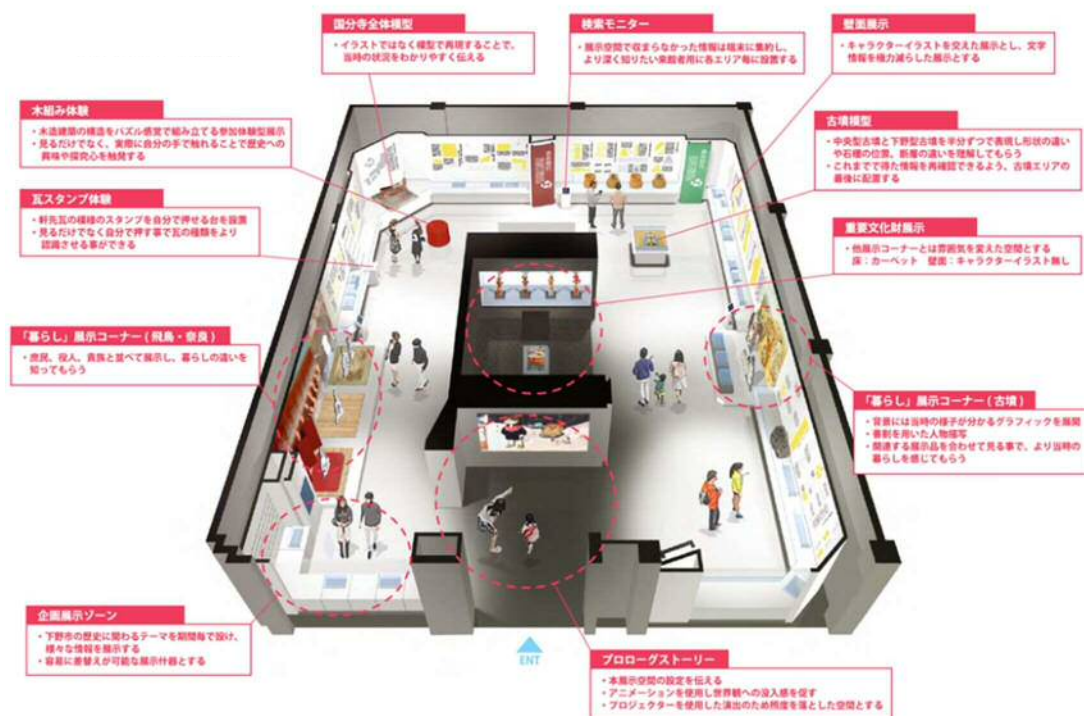 国分寺全体模型
・イラストではなく模型で再現することで、
当時の状況をわかりやすく伝える
検索モニター
・展示空間で収まらなかった情報は端末に集約し、
より深く知りたい来館者用に各エリア毎に設置する
壁面展示
・キャラクターイラストを交えた展示とし、文字
情報を極力減らした展示とする
木組み体験
・木造建築の構造をパズル感覚で組み立てる参加体験型展示
・見るだけでなく、実際に自分の手で触れることで歴史への
興味や探究心を触発する
古墳模型
・中央型古墳と下野型古墳を半分ずつで表現し形状の違い
や石棚の位置、断層の違いを理解してもらう
・これまでで得た情報を再確認できるよう、古墳エリアの
最後に配置する
瓦スタンプ体験
・軒先瓦の模様のスタンプを自分で押せる台を設置
・見るだけでなく自分で押す事で瓦の種類をより
認識させる事ができる
重要文化財展示
・他展示コーナーとは雰囲気を変えた空間とする
床：カーペット　壁面：キャラクターイラスト無し
「暮らし」展示コーナー(飛鳥・奈良)
・庶民、役人、貴族と並べて展示し、暮らしの違いを
知ってもらう
「暮らし」展示コーナー(古墳)
・背景には当時の様子が分かるグラフィックを展開
・等割を用いた人物描写
・関連する展示品を合わせて見る事で、より当時の
暮らしを感じてもらう
企画展示ゾーン
・下野市の歴史に関わるテーマを期間毎で設け、
様々な情報を展示する
・容易に差替えが可能な展示什器とする
ENT
プロローグストーリー
・本展示空間の設定を伝える
・アニメーションを使用し世界観への没入感を促す
・プロジェクターを使用した演出のため照度を落とした空間とする